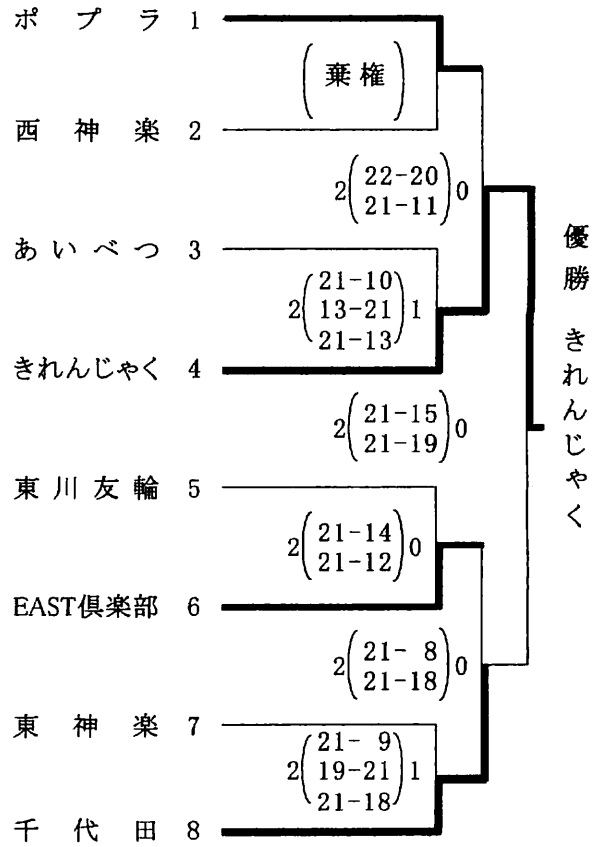 ポプラ 1
(棄権)
西神楽 2
2(22-20 21-11)0
あいべつ 3
2(21-10 13-21 21-13)1
きれんじゃく 4
2(21-15 21-19)0
東川友輪 5
2(21-14 21-12)0
EAST倶楽部 6
2(21- 8 21-18)0
東神楽 7
2(21- 9 19-21 21-18)1
千代田 8
優勝 きれんじゃく